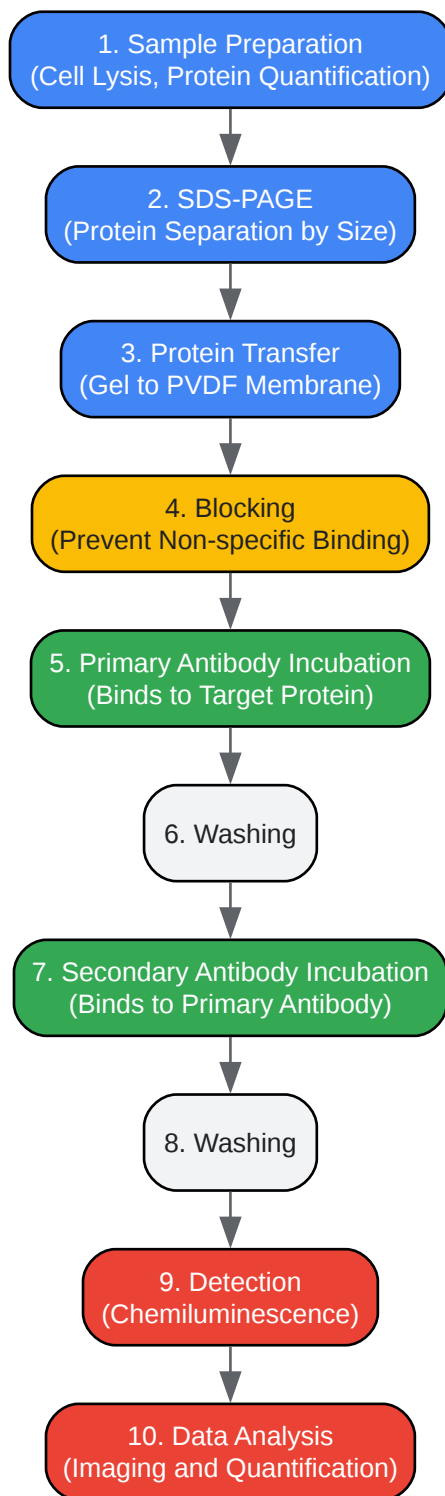 1. Sample Preparation
(Cell Lysis, Protein Quantification)
2. SDS-PAGE
(Protein Separation by Size)
3. Protein Transfer
(Gel to PVDF Membrane)
4. Blocking
(Prevent Non-specific Binding)
5. Primary Antibody Incubation
(Binds to Target Protein)
6. Washing
7. Secondary Antibody Incubation
(Binds to Primary Antibody)
8. Washing
9. Detection
(Chemiluminescence)
10. Data Analysis
(Imaging and Quantification)